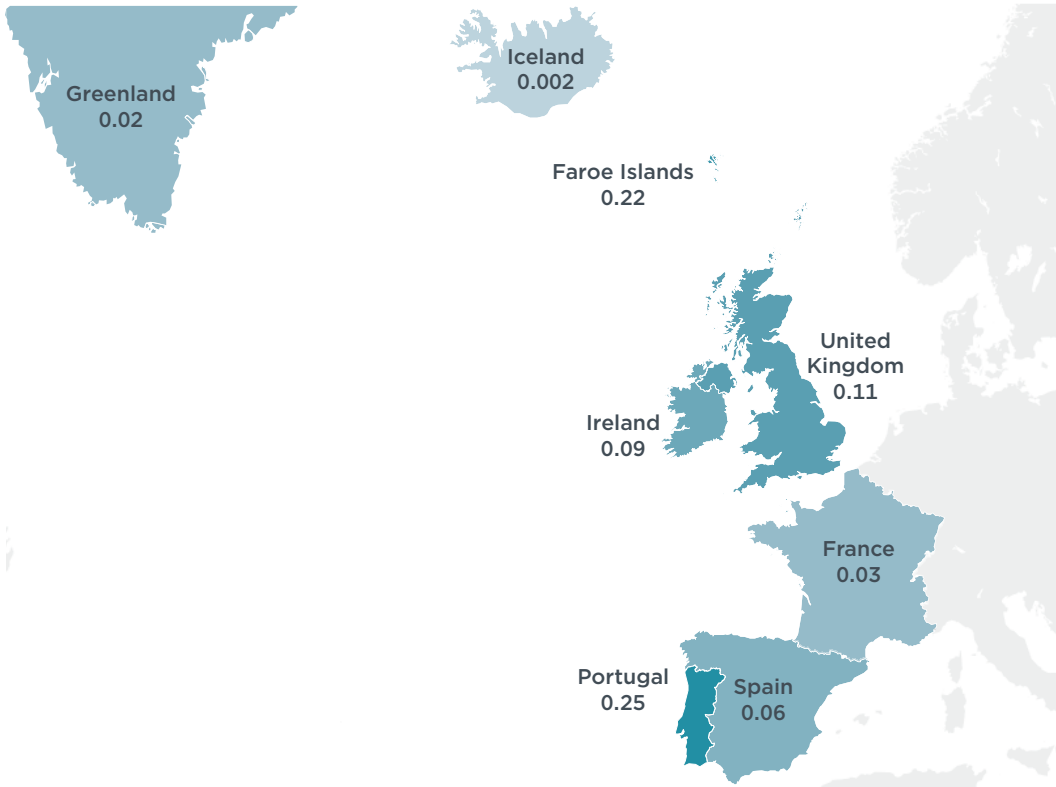 Iceland
0.002
Greenland
0.02
Faroe Islands
0.22
United
Kingdom
0.11
Ireland
0.09
France
0.03
Portugal
0.25
Spain
0.06